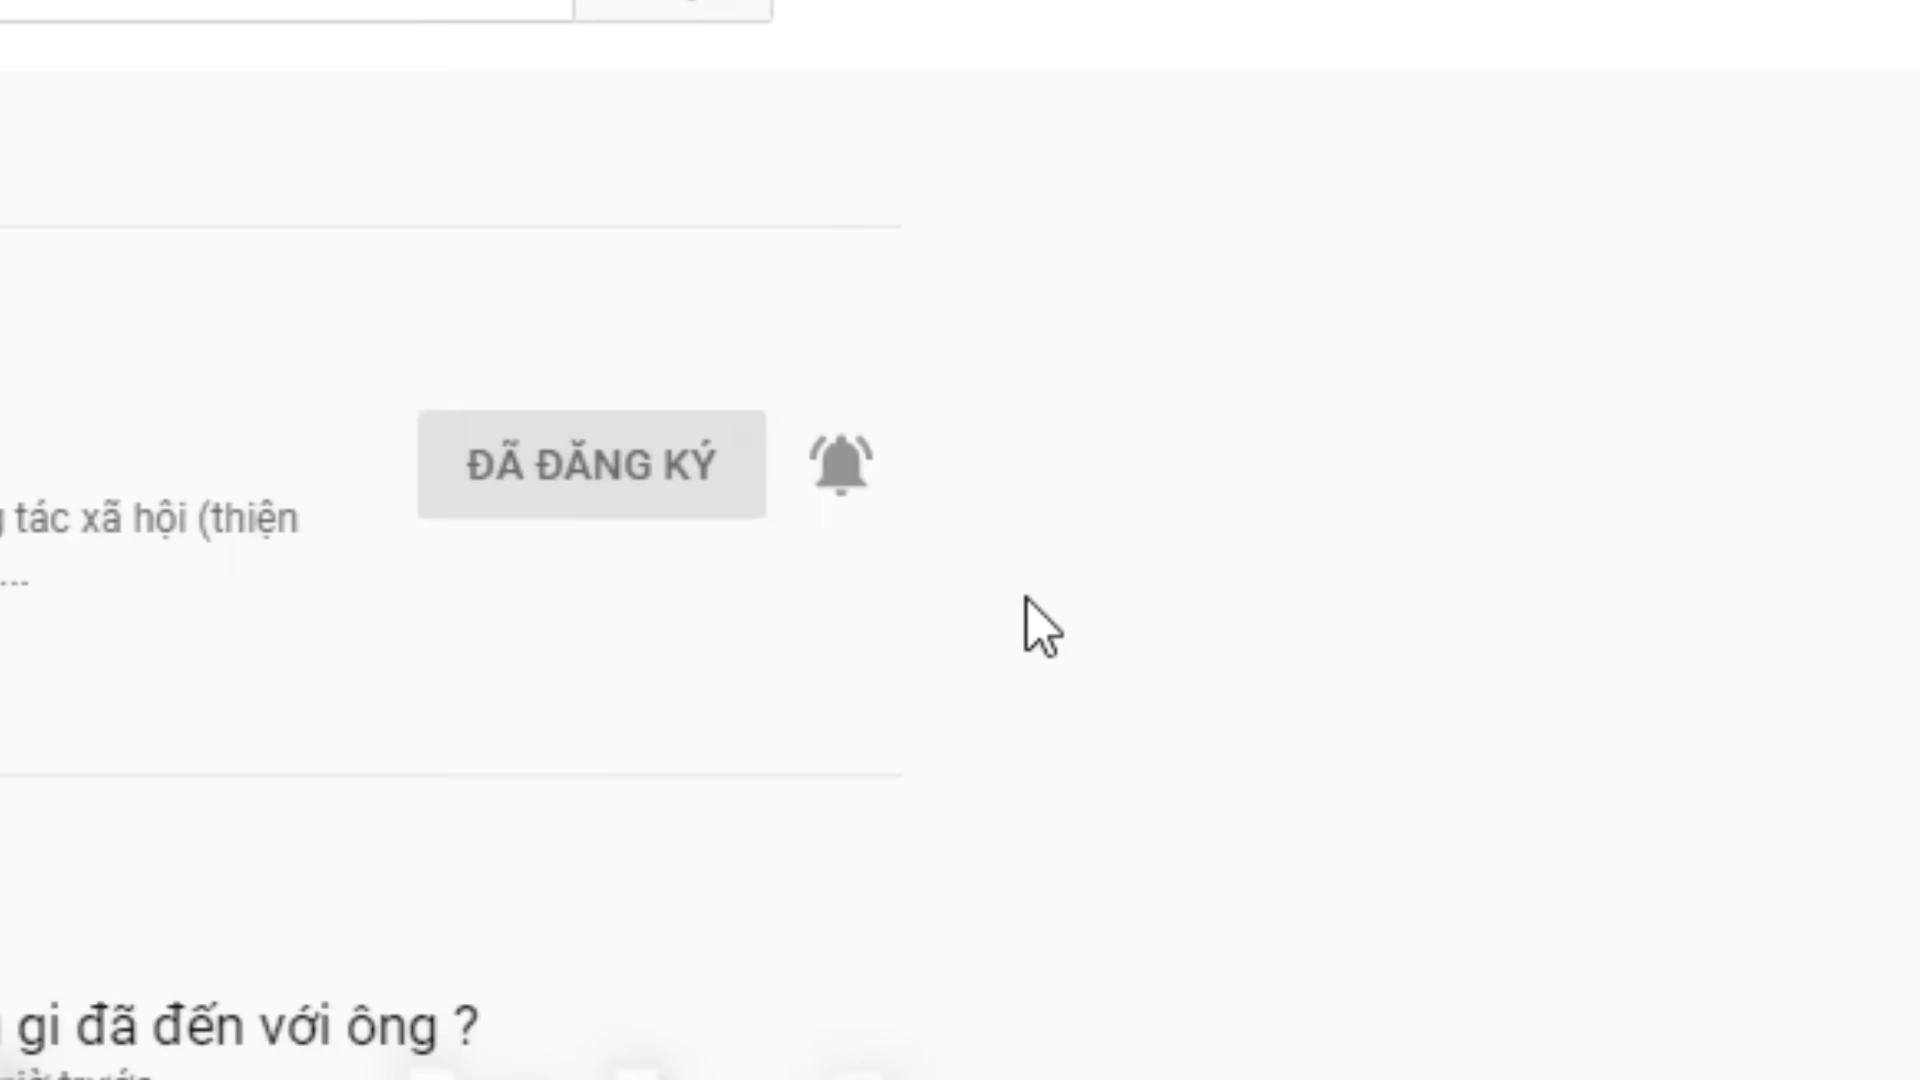 ĐÃ ĐĂNG KÝ
tác xã hội (thiện
...
gi đã đến với ông ?